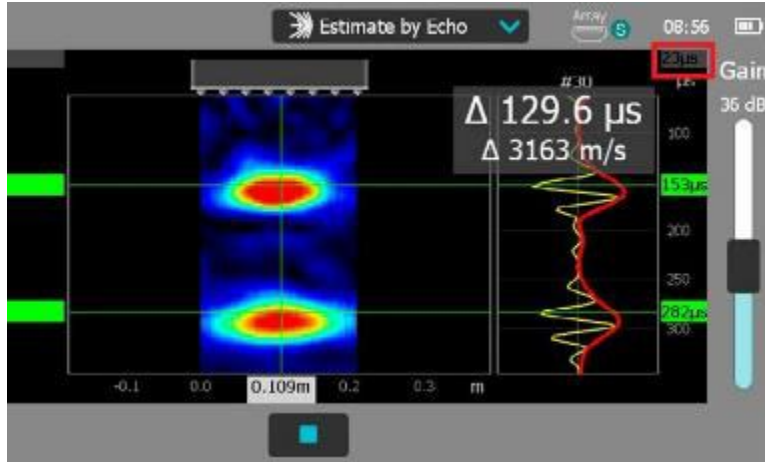 Estimate by Echo
Array
S
08:56
23µs
µs
#30
Gain
36 dB
Δ 129.6 µs
Δ 3163 m/s
100
153µs
200
250
282µs
300
-0.1
0.0
0.109m
0.2
0.3
m